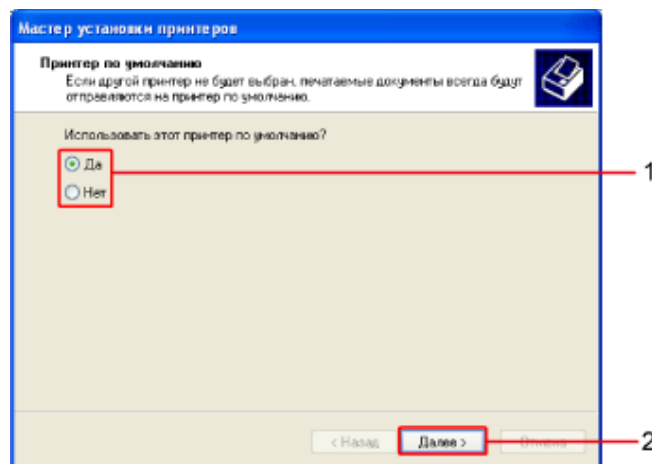 Мастер установки принтеров
Принтер по умолчанию
Если другой принтер не будет выбран, печатаемые документы всегда будут
отправляются на принтер по умолчанию.
Использовать этот принтер по умолчанию?
Да
1
Нет
< Назад
Далее >
Отмена
2